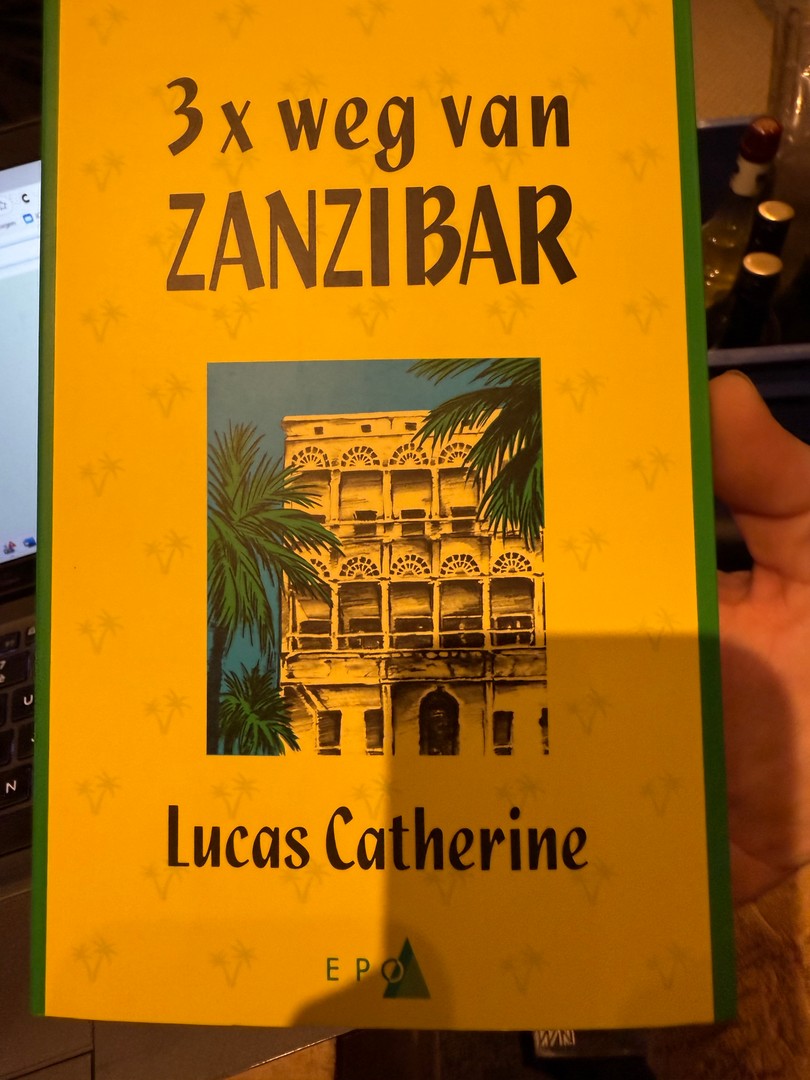 3 x weg van
ZANZIBAR
Lucas Catherine
EPO